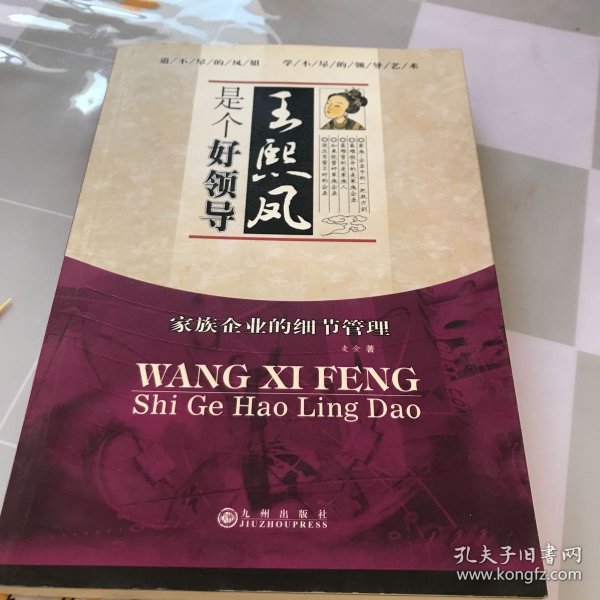 道/不/尽/的/凤/姐 学/不/尽/的/领/导/艺/术
王熙凤
是个好领导
家族企业的细节管理
麦金 著
WANG XI FENG
Shi Ge Hao Ling Dao
九州出版社
JIUZHOUPRESS
孔夫子旧书网
www.kongfz.com